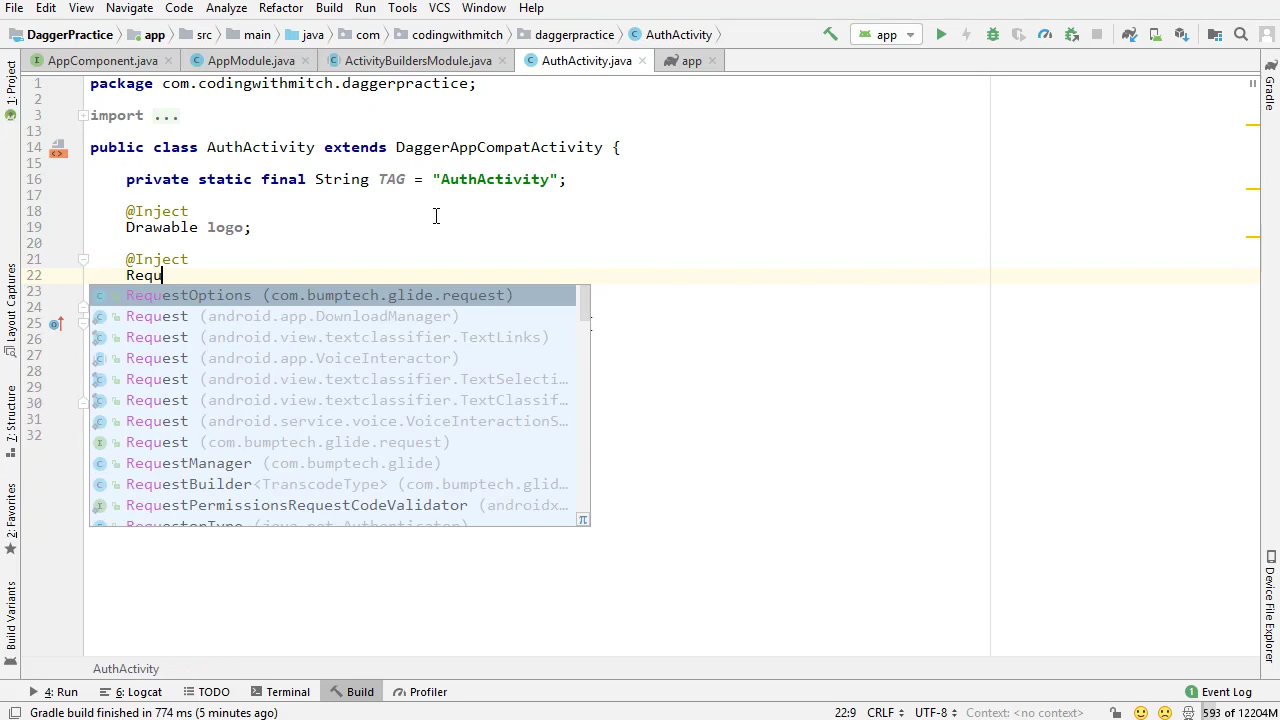 File Edit View Navigate Code Analyze Refactor Build Run Tools VCS Window Help
DaggerPractice app src main java com codingwithmitch daggerpractice AuthActivity app
AppComponent.java AppModule.java ActivityBuildersModule.java AuthActivity.java app
1 package com.codingwithmitch.daggerpractice;
2
3 import ...
13
14 public class AuthActivity extends DaggerAppCompatActivity {
15
16 private static final String TAG = "AuthActivity";
17
18 @Inject
19 Drawable logo;
20
21 @Inject
22 Requ
23
24
25
26
27
28
29
30
31
32
RequestOptions (com.bumptech.glide.request)
Request (android.app.DownloadManager)
Request (android.view.textclassifier.TextLinks)
Request (android.app.VoiceInteractor)
Request (android.view.textclassifier.TextSelecti…
Request (android.view.textclassifier.TextClassif…
Request (android.service.voice.VoiceInteractionS…
Request (com.bumptech.glide.request)
RequestManager (com.bumptech.glide)
RequestBuilder<TranscodeType> (com.bumptech.glid…
RequestPermissionsRequestCodeValidator (androidx…
RequestorType (java.net.Authenticator)
π
1: Project
Layout Captures
7: Structure
2: Favorites
Build Variants
Gradle
Device File Explorer
AuthActivity
4: Run 6: Logcat TODO Terminal Build Profiler 1 Event Log
Gradle build finished in 774 ms (5 minutes ago) 22:9 CRLF UTF-8 Context: <no context> 593 of 12204M